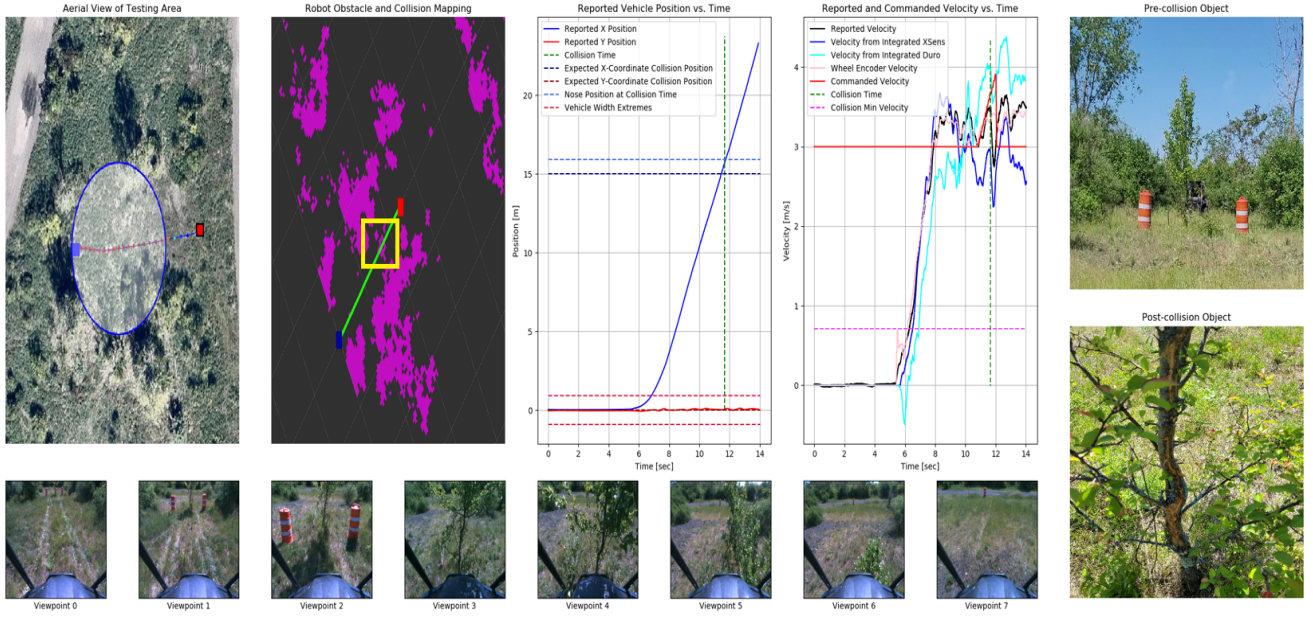 Aerial View of Testing Area
Robot Obstacle and Collision Mapping
Reported Vehicle Position vs. Time
Reported X Position
Reported Y Position
Collision Time
Expected X-Coordinate Collision Position
Expected Y-Coordinate Collision Position
Nose Position at Collision Time
Vehicle Width Extremes
Position [m]
20
15
10
5
0
0 2 4 6 8 10 12 14
Time [sec]
Reported and Commanded Velocity vs. Time
Reported Velocity
Velocity from Integrated XSens
Velocity from Integrated Duro
Wheel Encoder Velocity
Commanded Velocity
Collision Time
Collision Min Velocity
Velocity [m/s]
4
3
2
1
0
0 2 4 6 8 10 12 14
Time [sec]
Pre-collision Object
Post-collision Object
Viewpoint 0
Viewpoint 1
Viewpoint 2
Viewpoint 3
Viewpoint 4
Viewpoint 5
Viewpoint 6
Viewpoint 7